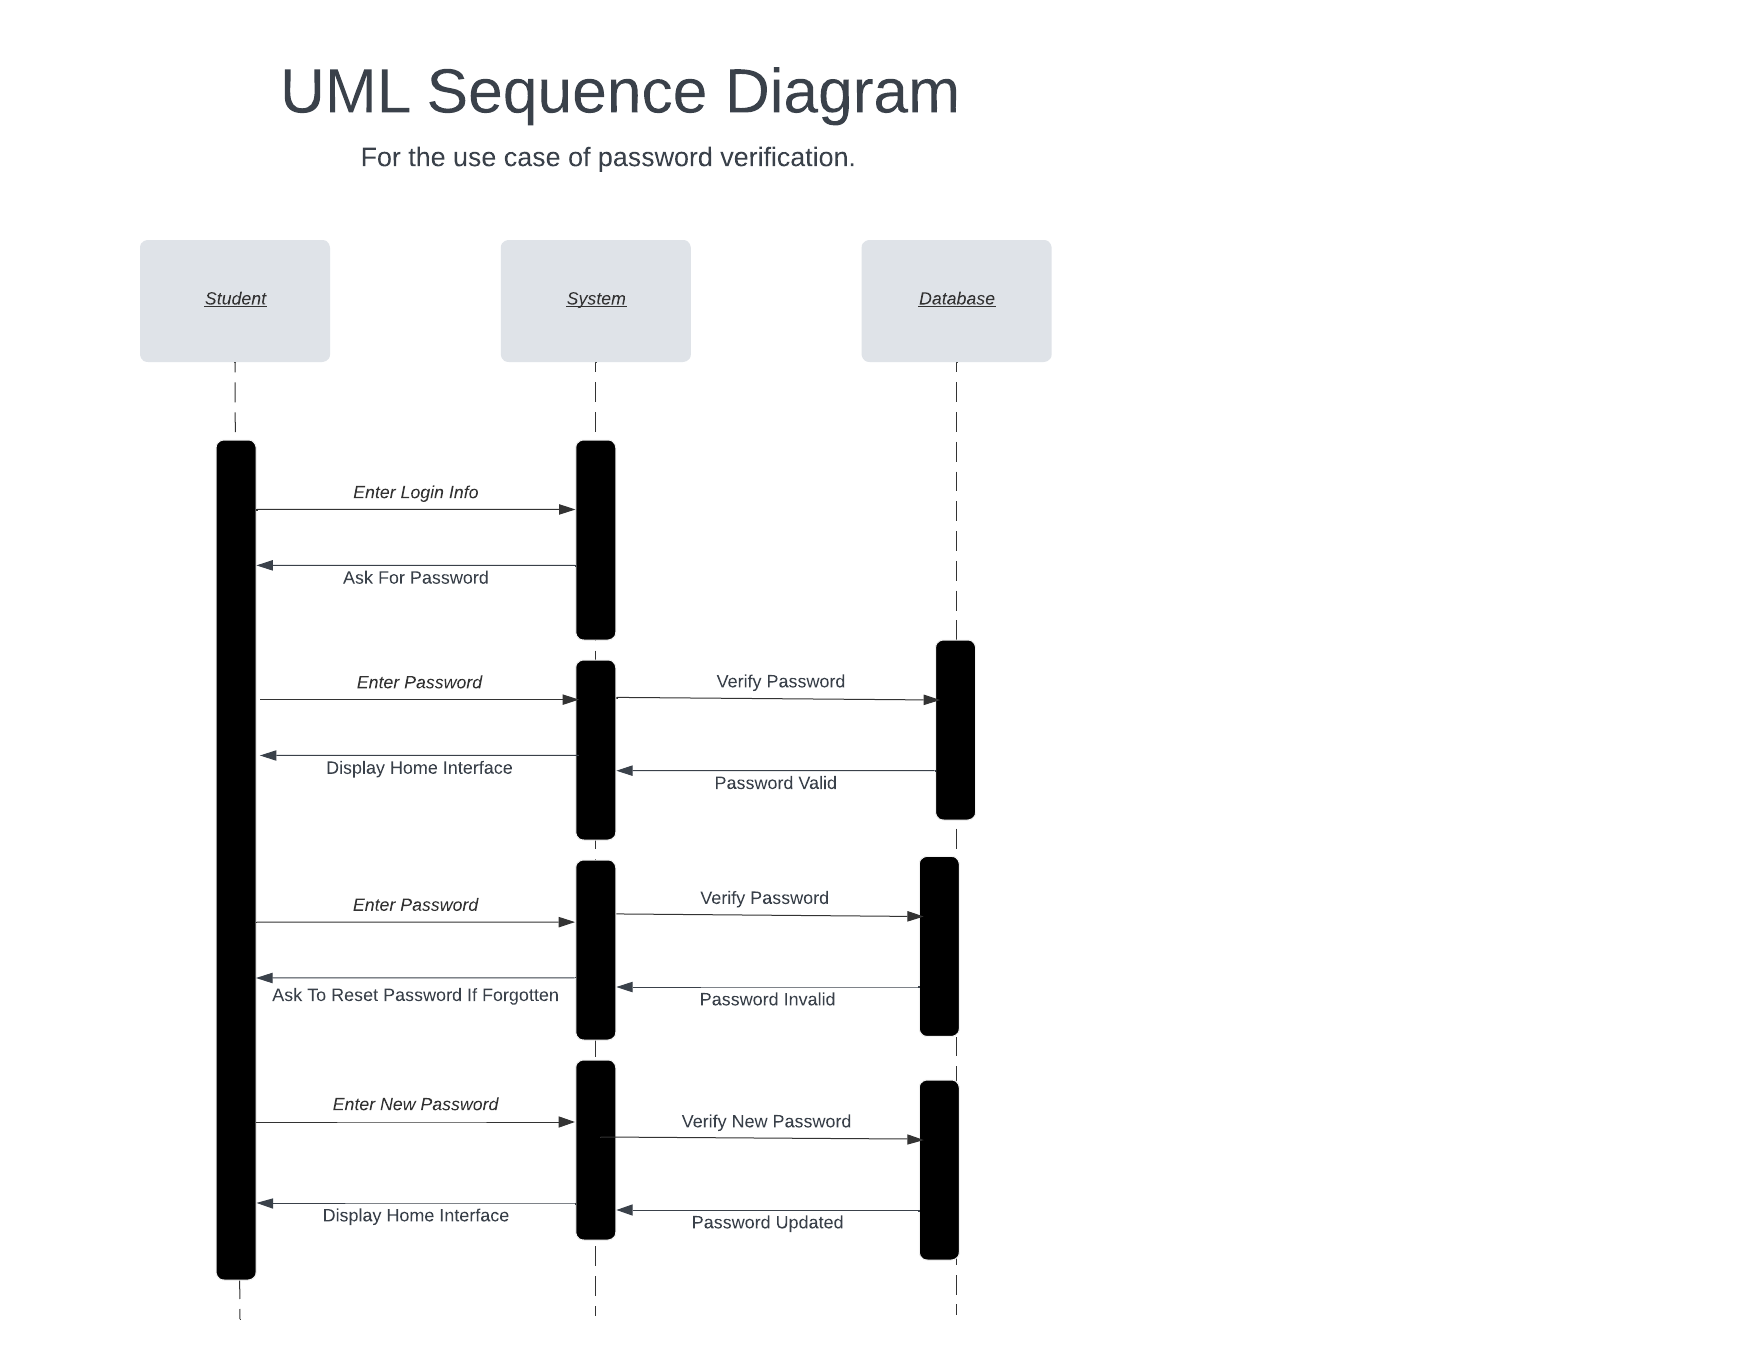 UML Sequence Diagram
For the use case of password verification.
Student
System
Database
Enter Login Info
Ask For Password
Enter Password
Verify Password
Display Home Interface
Password Valid
Enter Password
Verify Password
Ask To Reset Password If Forgotten
Password Invalid
Enter New Password
Verify New Password
Display Home Interface
Password Updated